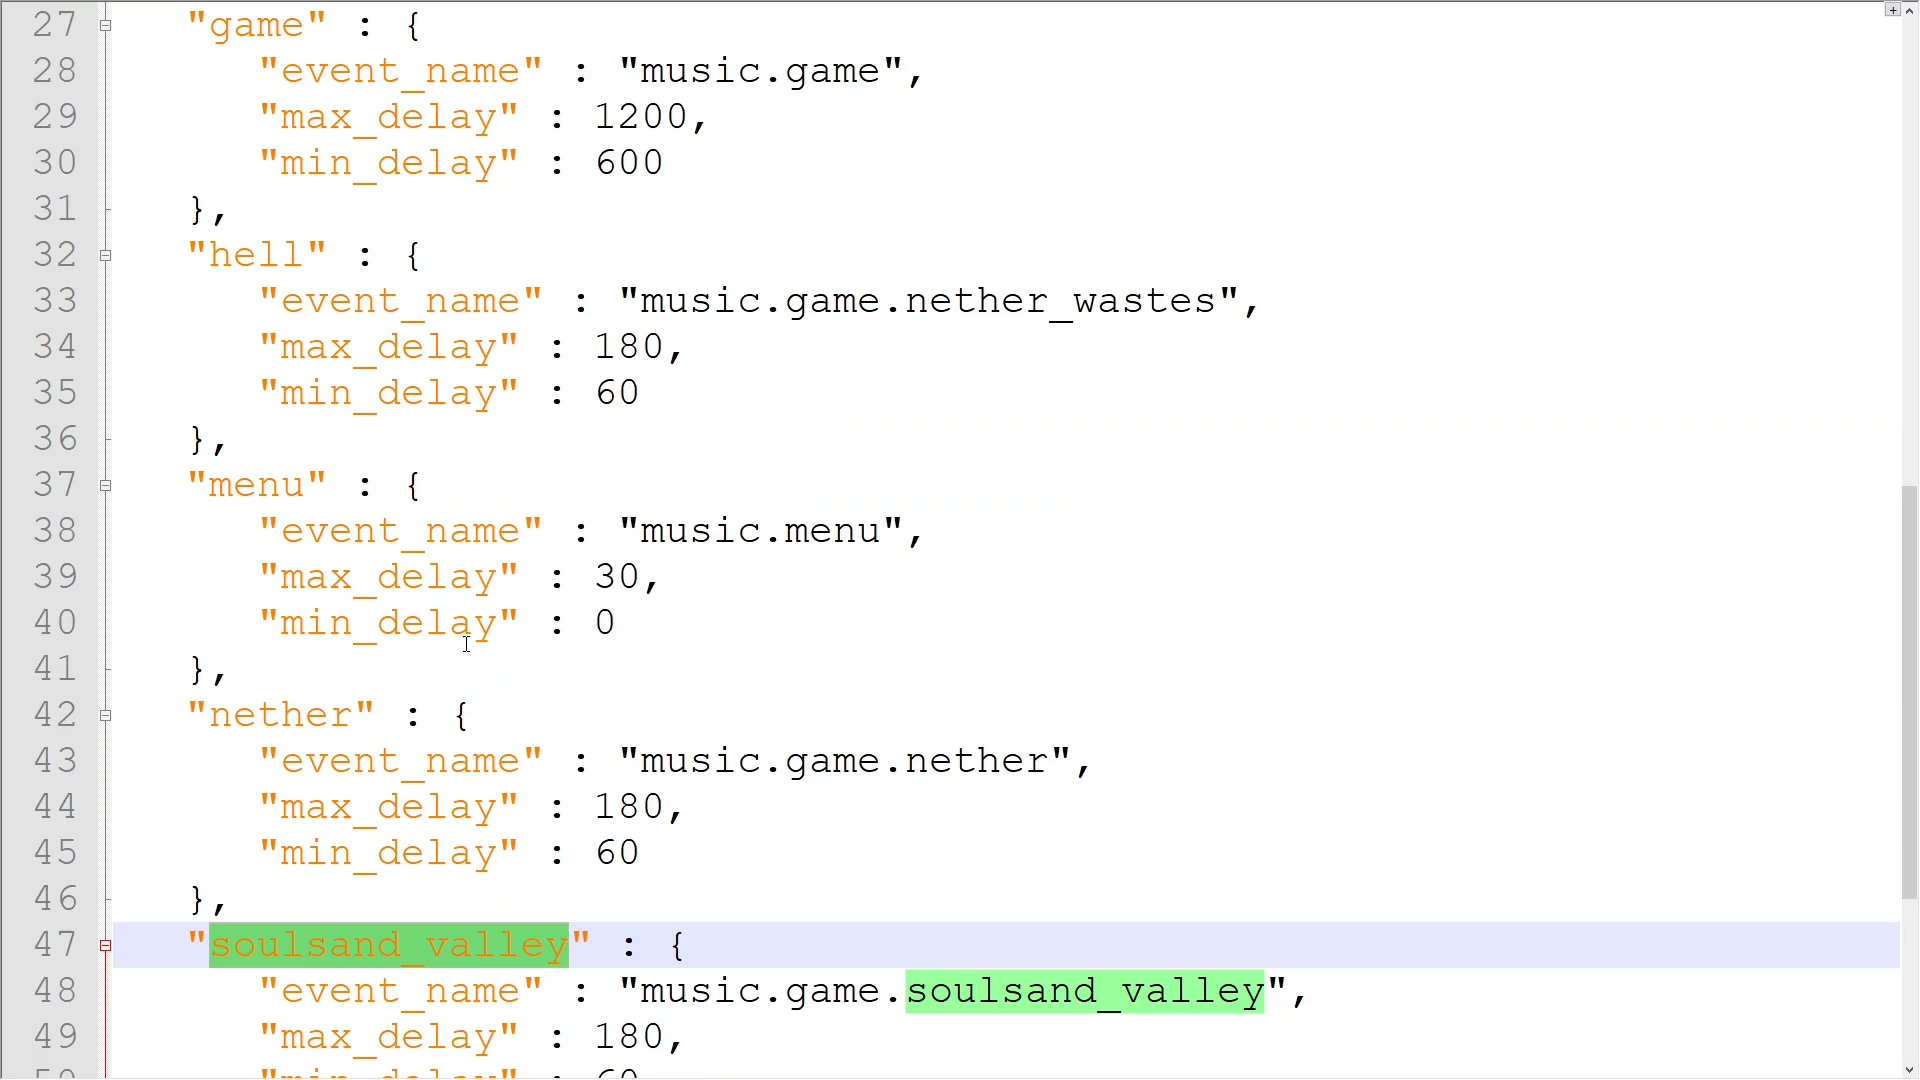 27 "game" : {
28 "event_name" : "music.game",
29 "max_delay" : 1200,
30 "min_delay" : 600
31 },
32 "hell" : {
33 "event_name" : "music.game.nether_wastes",
34 "max_delay" : 180,
35 "min_delay" : 60
36 },
37 "menu" : {
38 "event_name" : "music.menu",
39 "max_delay" : 30,
40 "min_delay" : 0
41 },
42 "nether" : {
43 "event_name" : "music.game.nether",
44 "max_delay" : 180,
45 "min_delay" : 60
46 },
47 "soulsand_valley" : {
48 "event_name" : "music.game.soulsand_valley",
49 "max_delay" : 180,
50 "min_delay" : 60